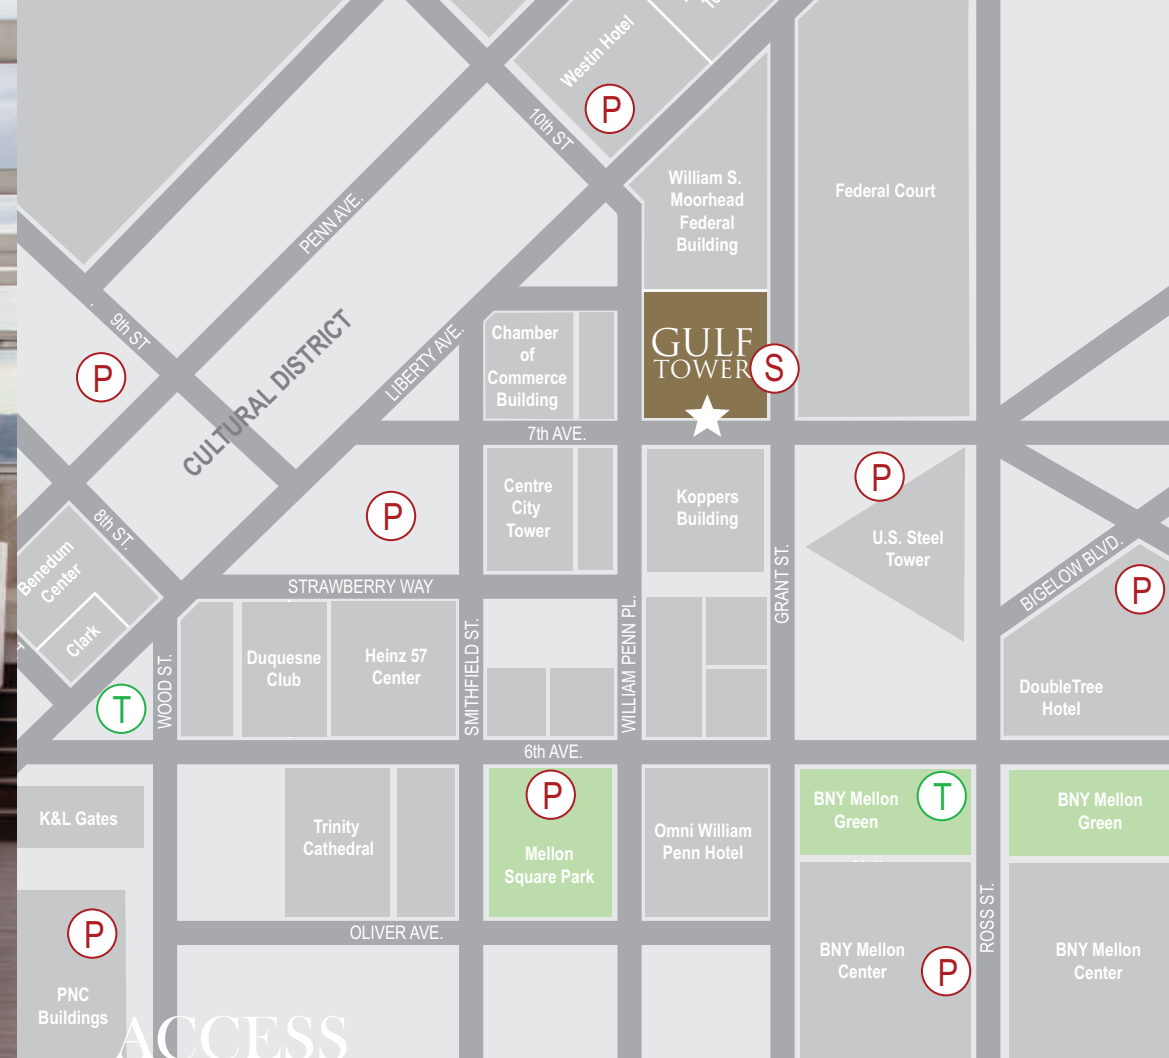 Westin Hotel
P
10th ST
William S.
Moorhead
Federal
Building
Federal Court
PENN AVE.
9th ST
P
CULTURAL DISTRICT
LIBERTY AVE.
Chamber
of
Commerce
Building
GULF
TOWER
S
7th AVE.
P
Centre
City
Tower
Koppers
Building
P
U.S. Steel
Tower
8th ST.
Benedum
Center
Clark
STRAWBERRY WAY
GRANT ST.
BIGELOW BLVD.
P
WOOD ST.
Duquesne
Club
Heinz 57
Center
SMITHFIELD ST.
WILLIAM PENN PL.
DoubleTree
Hotel
T
6th AVE.
K&L Gates
Trinity
Cathedral
P
Mellon
Square Park
Omni William
Penn Hotel
BNY Mellon
Green
T
BNY Mellon
Green
P
PNC
Buildings
OLIVER AVE.
BNY Mellon
Center
P
ROSS ST.
BNY Mellon
Center
ACCESS